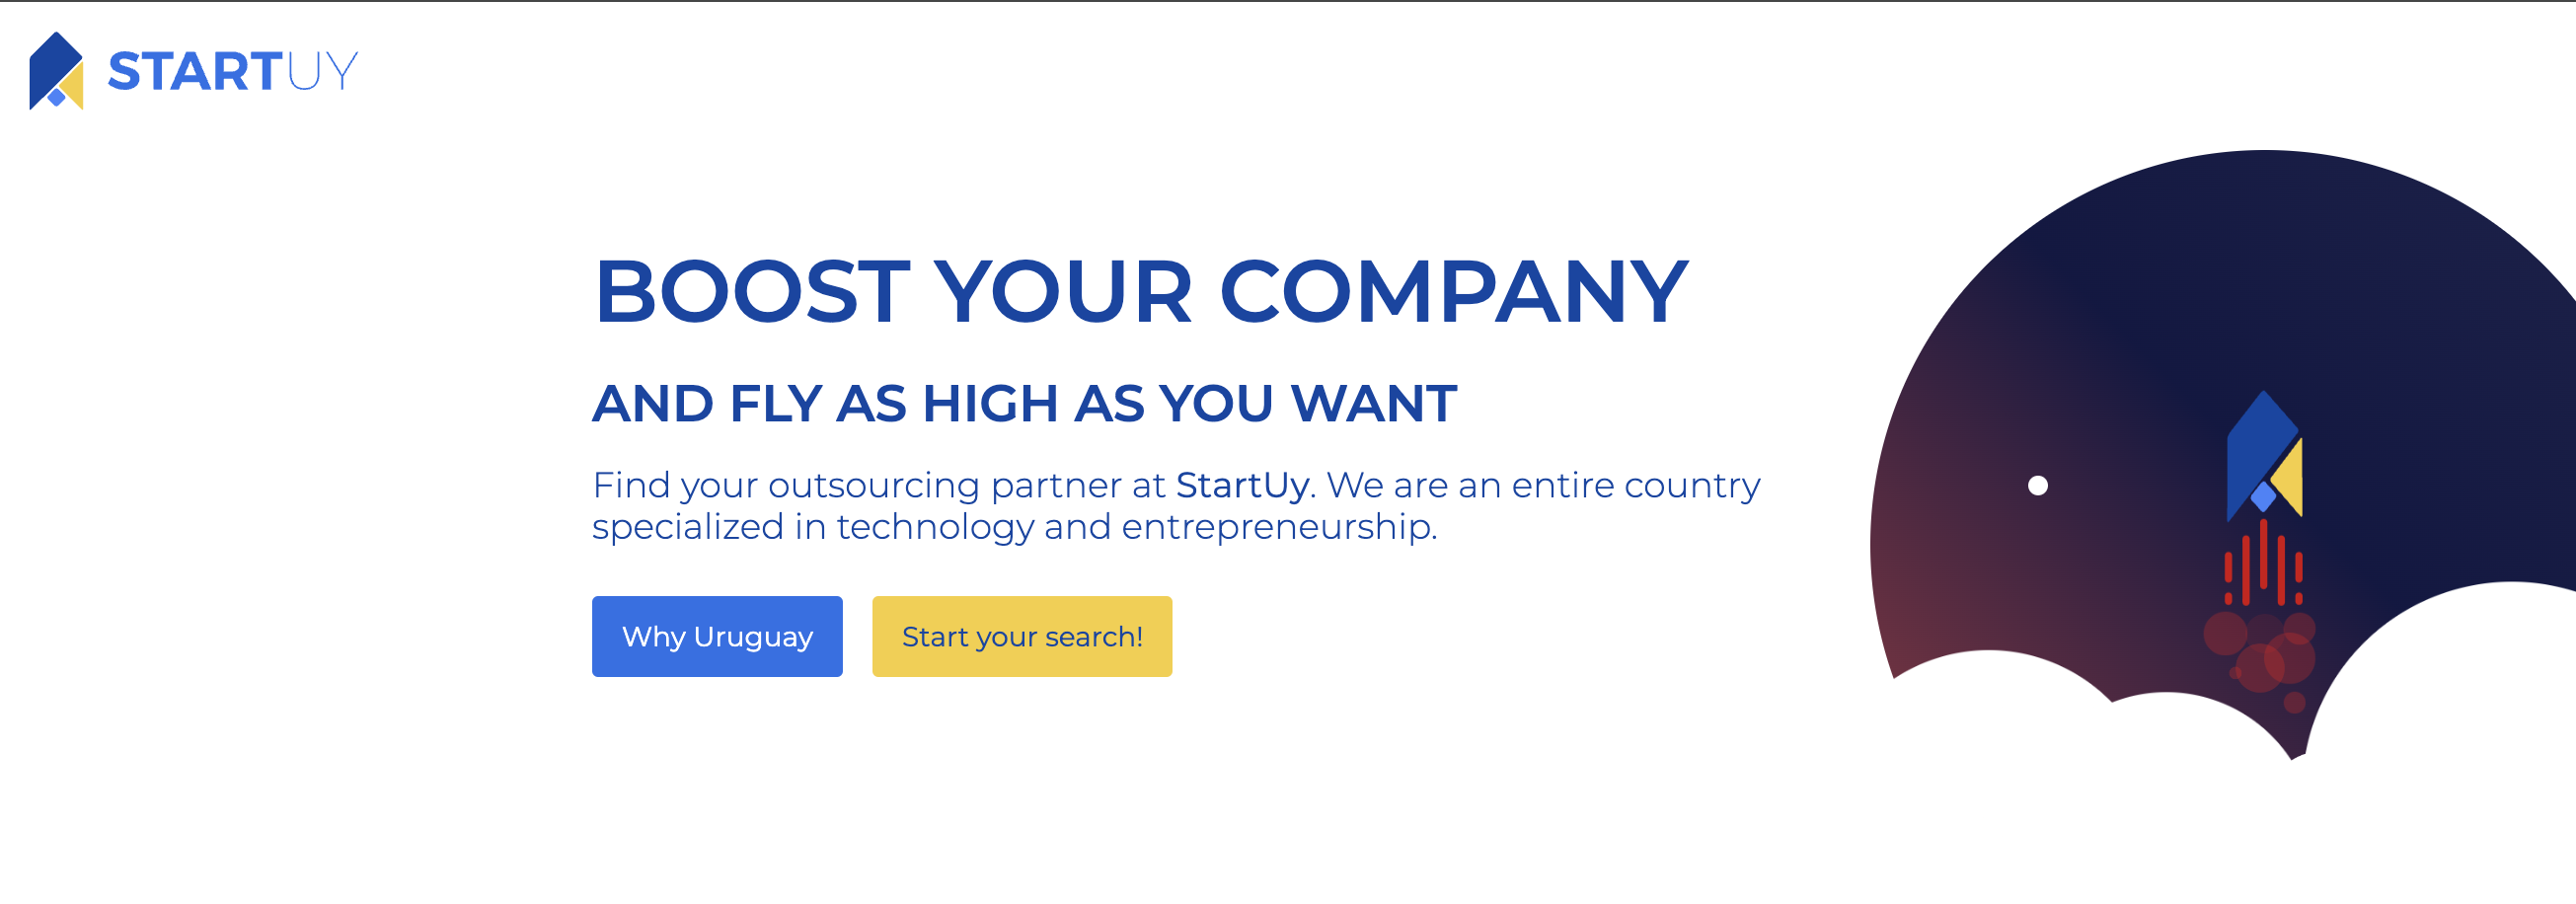 STARTUY
BOOST YOUR COMPANY
AND FLY AS HIGH AS YOU WANT
Find your outsourcing partner at StartUy. We are an entire country
specialized in technology and entrepreneurship.
Why Uruguay
Start your search!